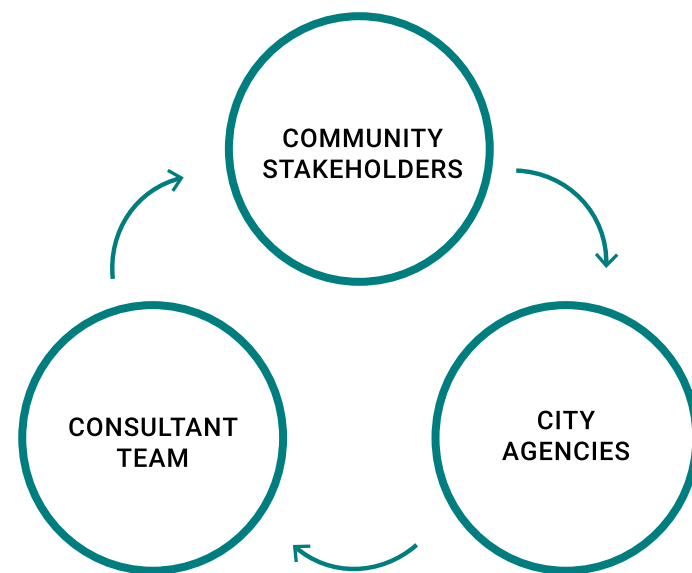 COMMUNITY
STAKEHOLDERS
CONSULTANT
TEAM
CITY
AGENCIES